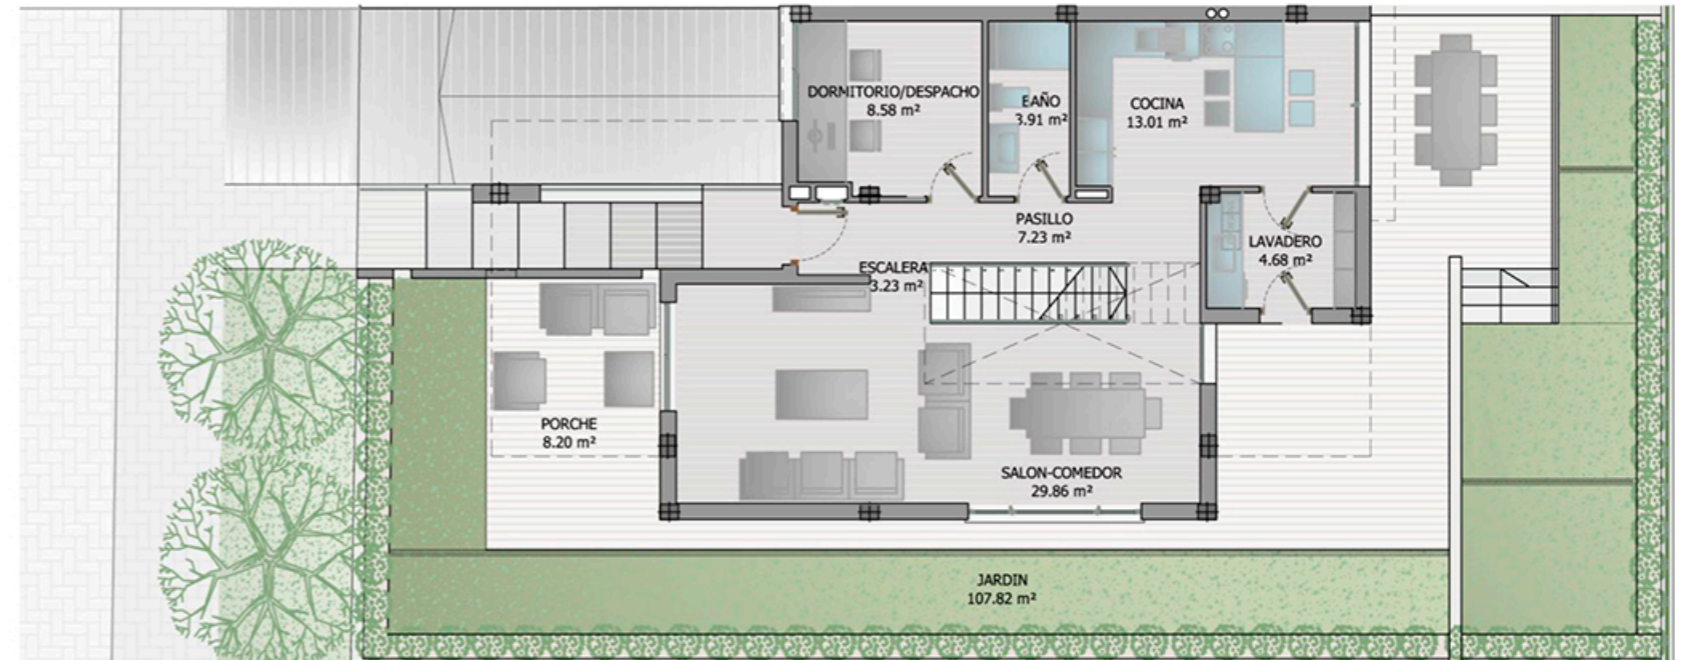 DORMITORIO/DESPACHO
8.58 m²
BAÑO
3.91 m²
COCINA
13.01 m²
PASILLO
7.23 m²
LAVADERO
4.68 m²
ESCALERA
3.23 m²
PORCHE
8.20 m²
SALON-COMEDOR
29.86 m²
JARDIN
107.82 m²